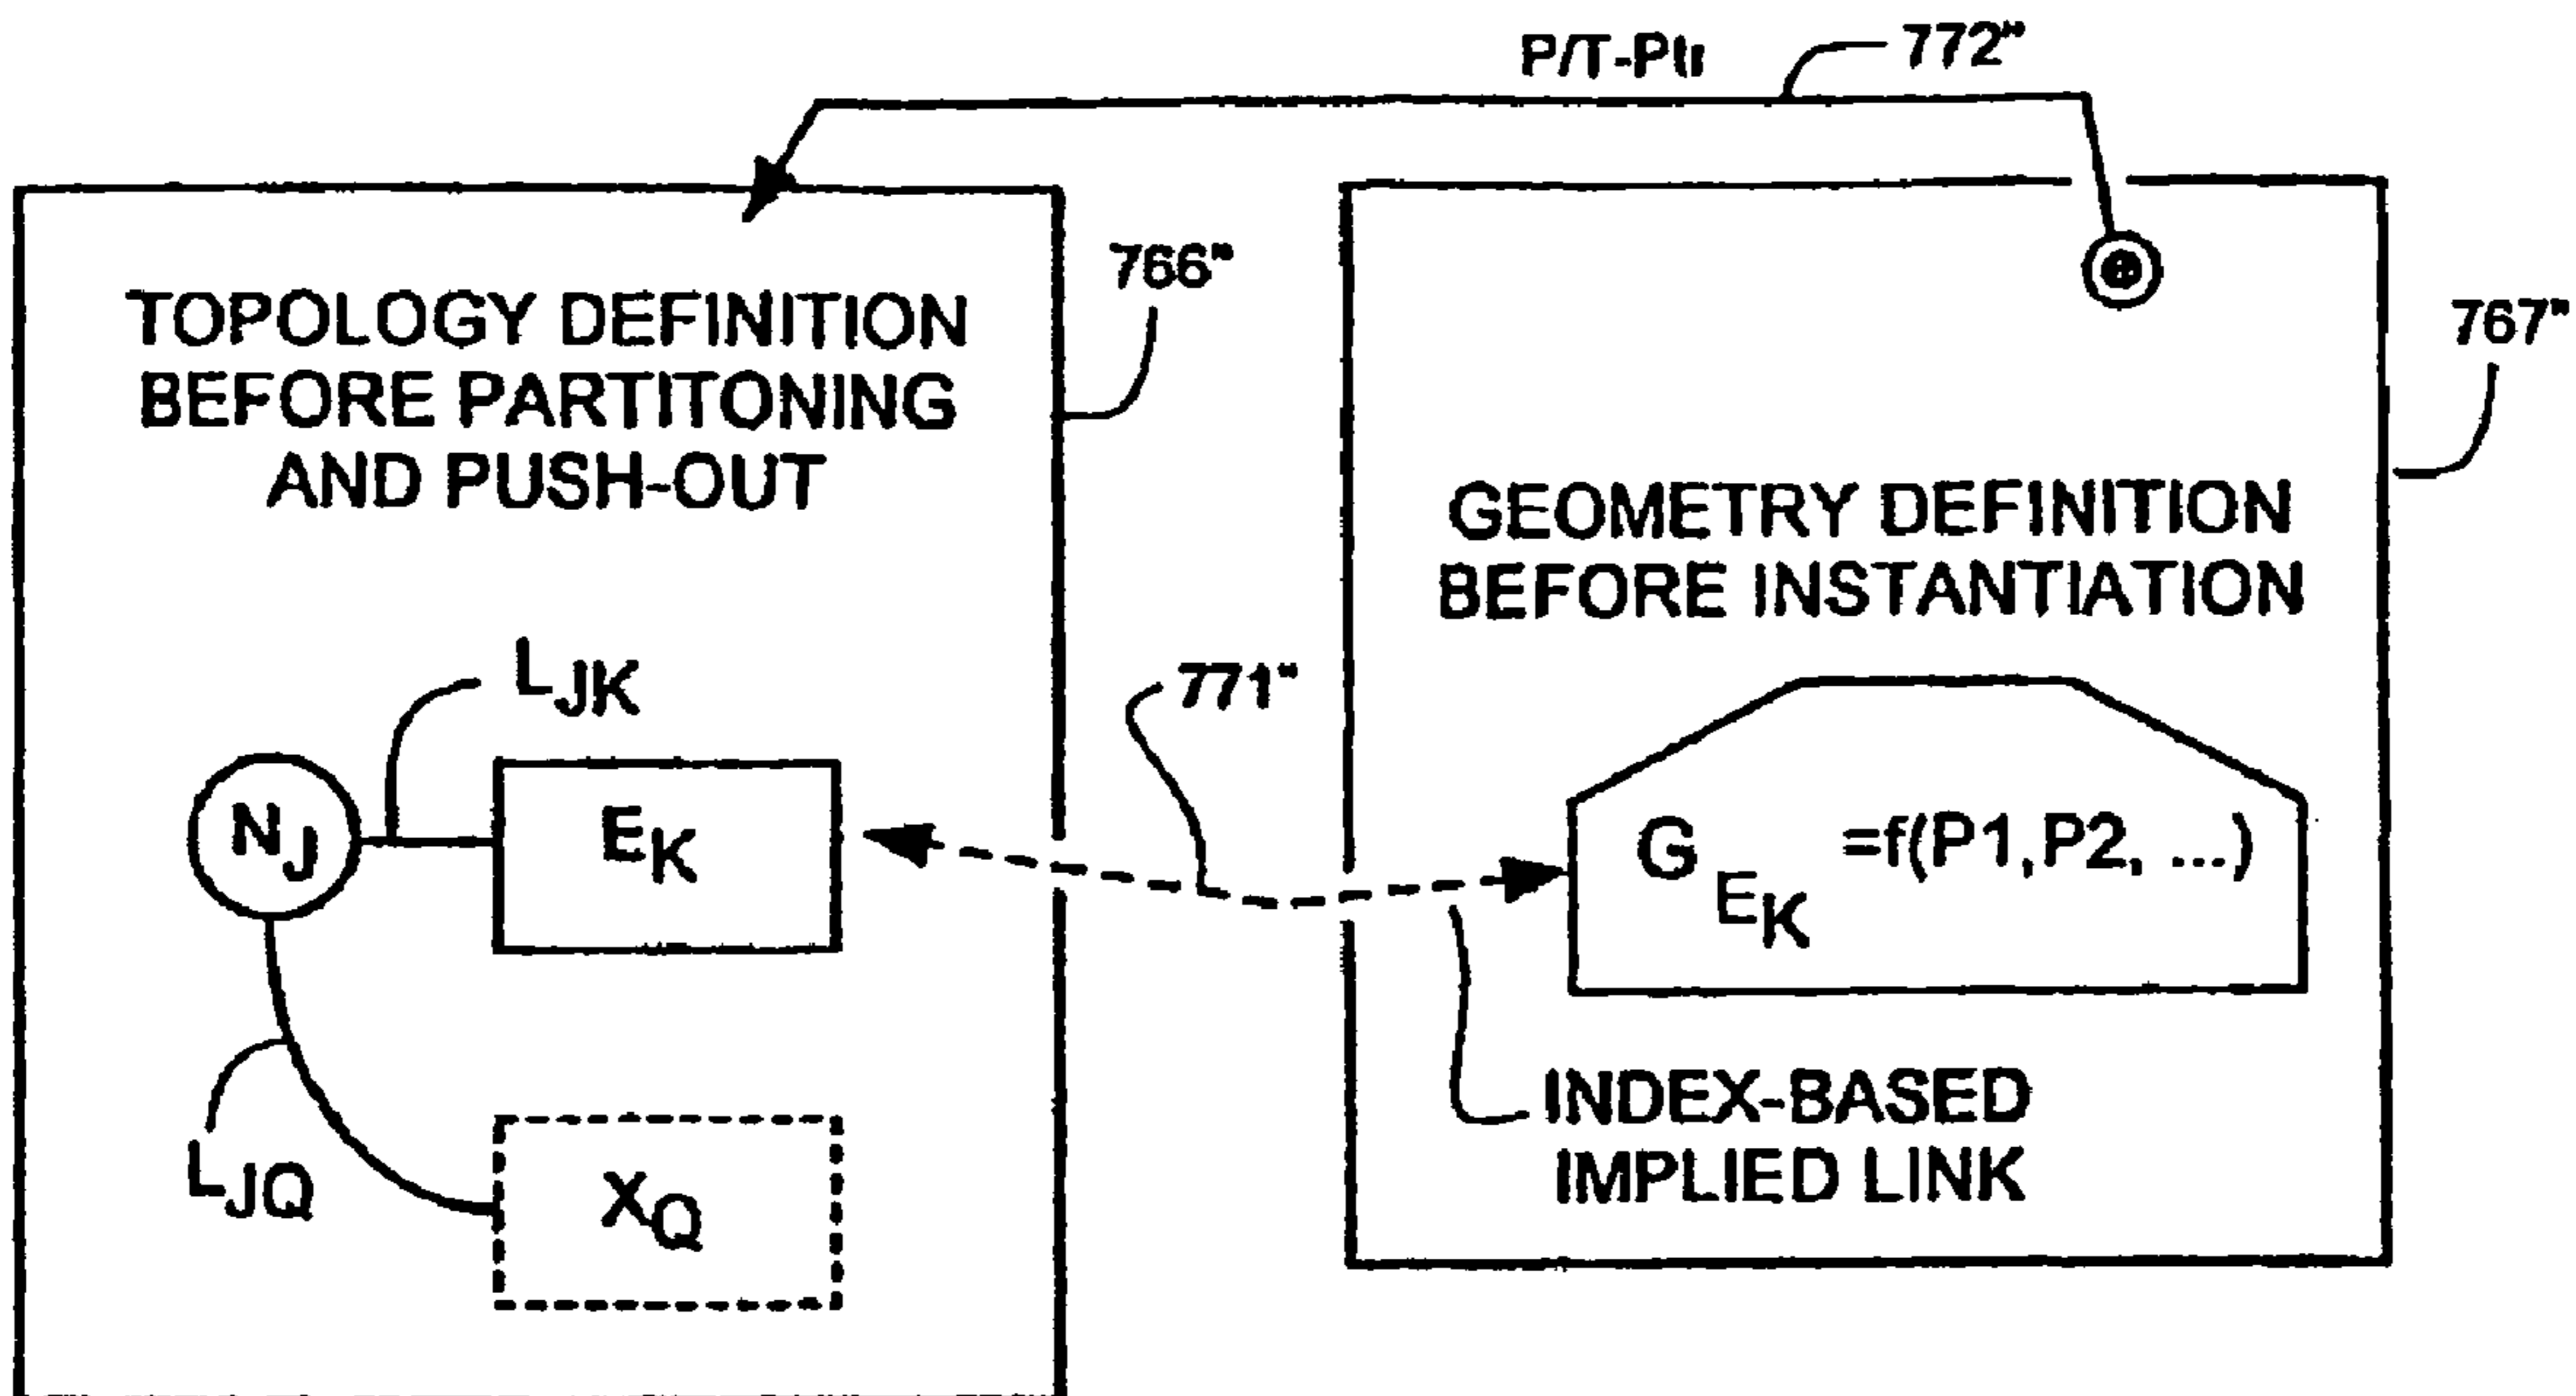 P/T-Ptr
772"
766"
TOPOLOGY DEFINITION
BEFORE PARTITONING
AND PUSH-OUT
767"
GEOMETRY DEFINITION
BEFORE INSTANTIATION
LJK
771"
NJ
EK
G EK =f(P1,P2, ...)
LJQ
XQ
INDEX-BASED
IMPLIED LINK